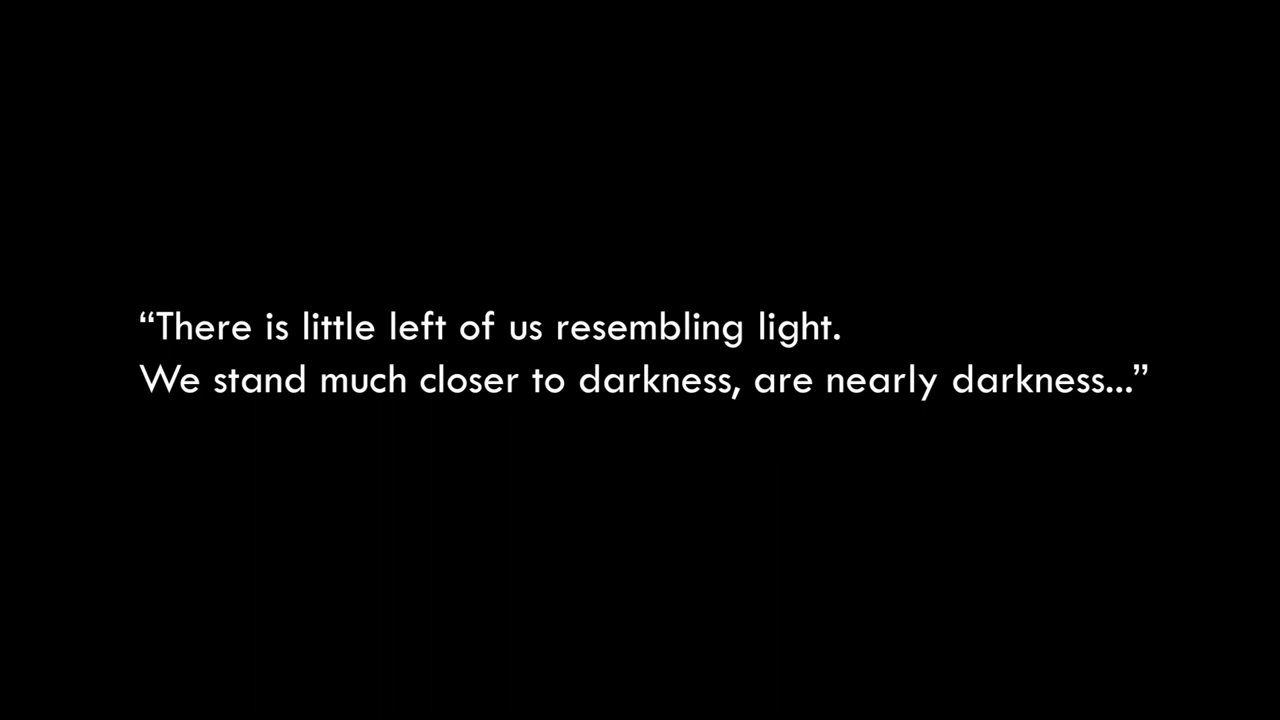 “There is little left of us resembling light.
We stand much closer to darkness, are nearly darkness...”